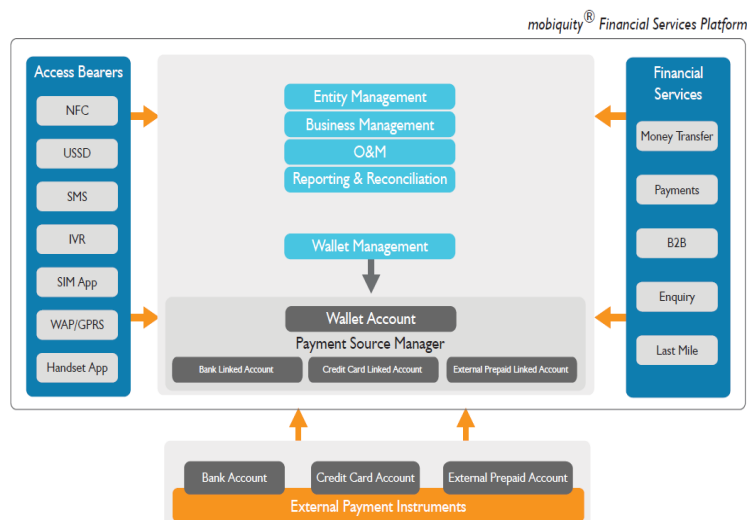 mobiquity® Financial Services Platform
Access Bearers
NFC
USSD
SMS
IVR
SIM App
WAP/GPRS
Handset App
Entity Management
Business Management
O&M
Reporting & Reconciliation
Wallet Management
Wallet Account
Payment Source Manager
Bank Linked Account
Credit Card Linked Account
External Prepaid Linked Account
Financial
Services
Money Transfer
Payments
B2B
Enquiry
Last Mile
Bank Account
Credit Card Account
External Prepaid Account
External Payment Instruments